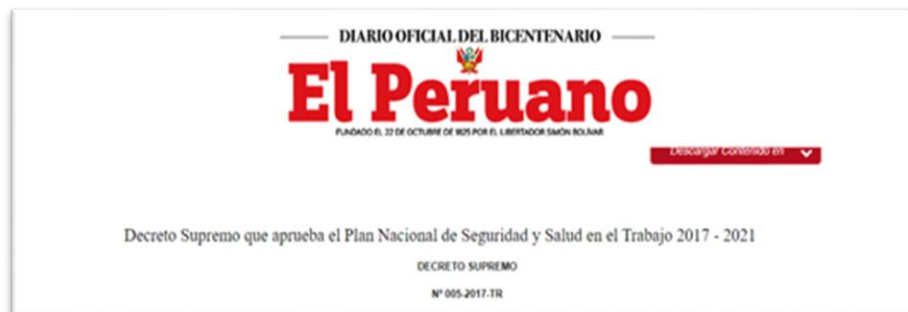 DIARIO OFICIAL DEL BICENTENARIO
El Peruano
FUNDADO EL 22 DE OCTUBRE DE 1825 POR EL LIBERTADOR SIMÓN BOLÍVAR
Descargar Contenido en
Decreto Supremo que aprueba el Plan Nacional de Seguridad y Salud en el Trabajo 2017 - 2021
DECRETO SUPREMO
Nº 005-2017-TR